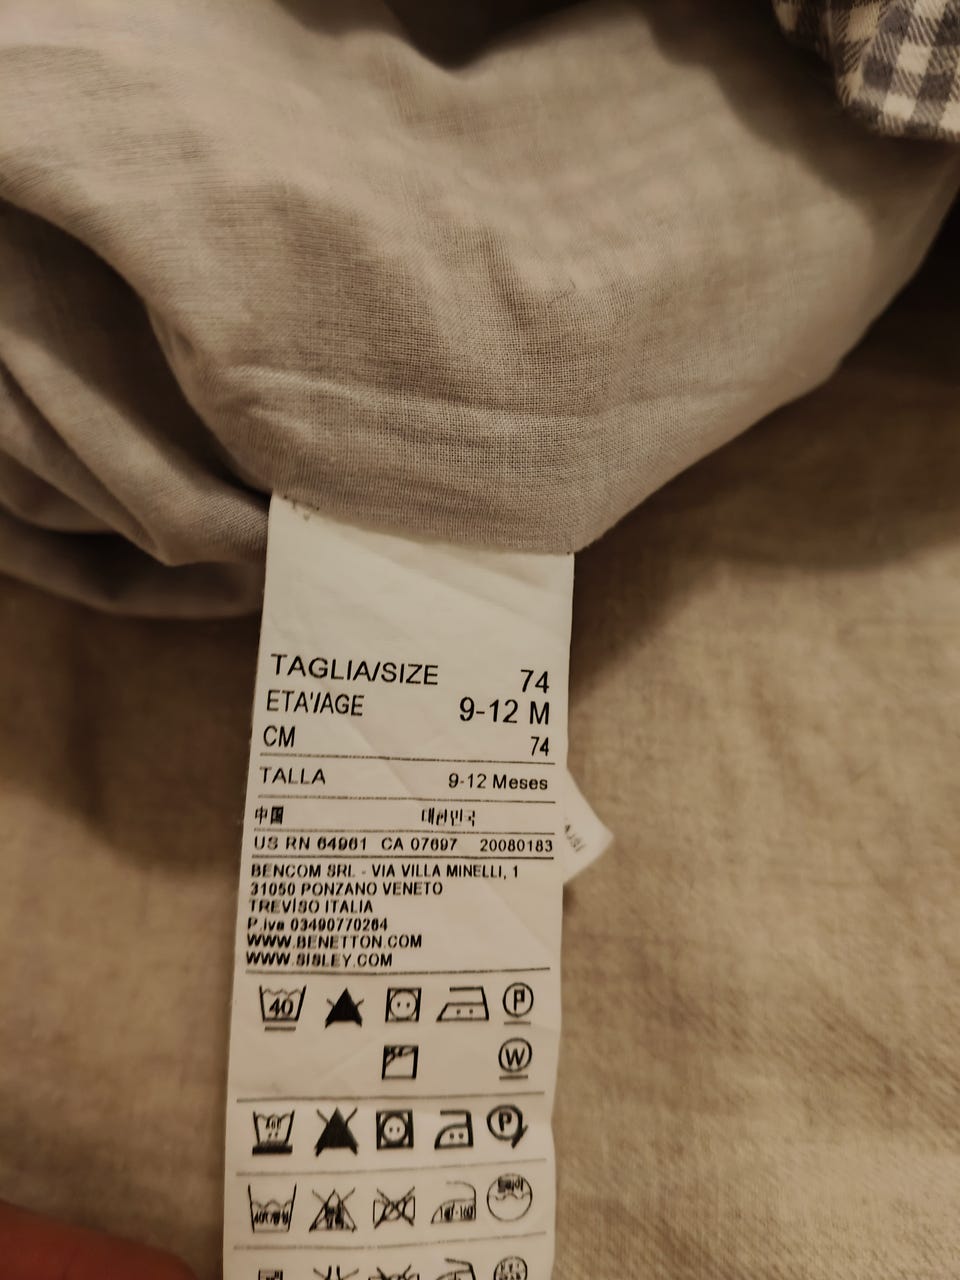 TAGLIA/SIZE 74
ETA'/AGE 9-12 M
CM 74
TALLA 9-12 Meses
中国 대한민국
US RN 64961 CA 07697 20080183
BENCOM SRL - VIA VILLA MINELLI, 1
31050 PONZANO VENETO
TREVISO ITALIA
P.iva 03490770264
WWW.BENETTON.COM
WWW.SISLEY.COM
40 P
W
P